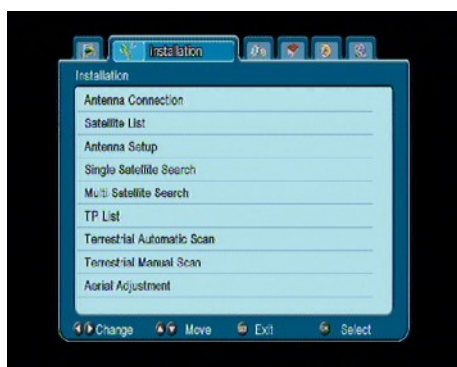 Installation
Installation
Antenna Connection
Satellite List
Antenna Setup
Single Satellite Search
Multi Satellite Search
TP List
Terrestrial Automatic Scan
Terrestrial Manual Scan
Aerial Adjustment
Change Move Exit Select